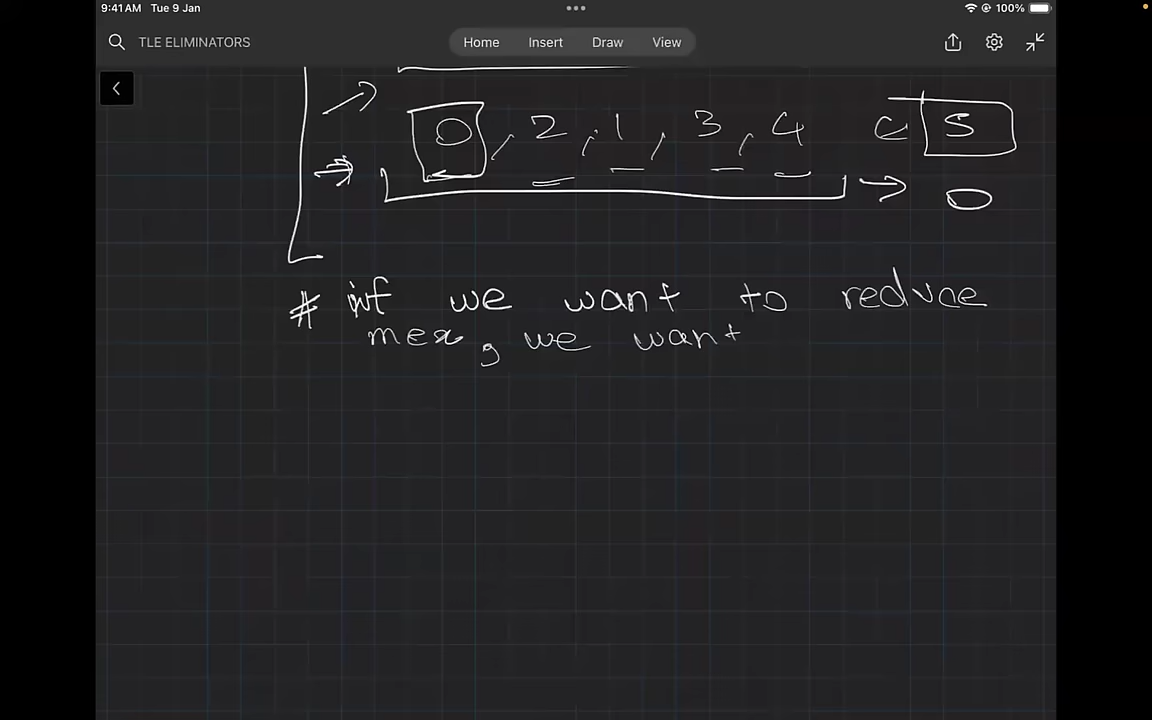 9:41 AM Tue 9 Jan
100%
TLE ELIMINATORS
Home Insert Draw View
0, 2, 1, 3, 4 5
0
# if we want to reduce
mex, we want